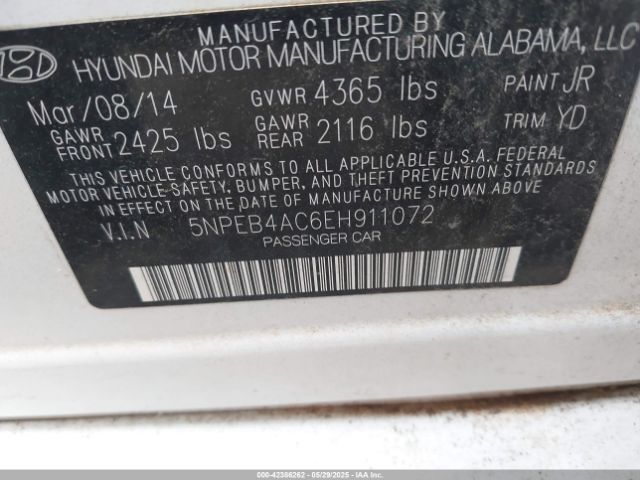 MANUFACTURED BY
HYUNDAI MOTOR MANUFACTURING ALABAMA, LLC
Mar/08/14 GVWR 4365 lbs PAINT JR
GAWR FRONT 2425 lbs GAWR REAR 2116 lbs TRIM YD
THIS VEHICLE CONFORMS TO ALL APPLICABLE U.S.A. FEDERAL
MOTOR VEHICLE SAFETY, BUMPER, AND THEFT PREVENTION STANDARDS
IN EFFECT ON THE DATE OF MANUFACTURE SHOWN ABOVE
V.I.N 5NPEB4AC6EH911072
PASSENGER CAR
000-42386262 - 05/29/2025 - IAA Inc.